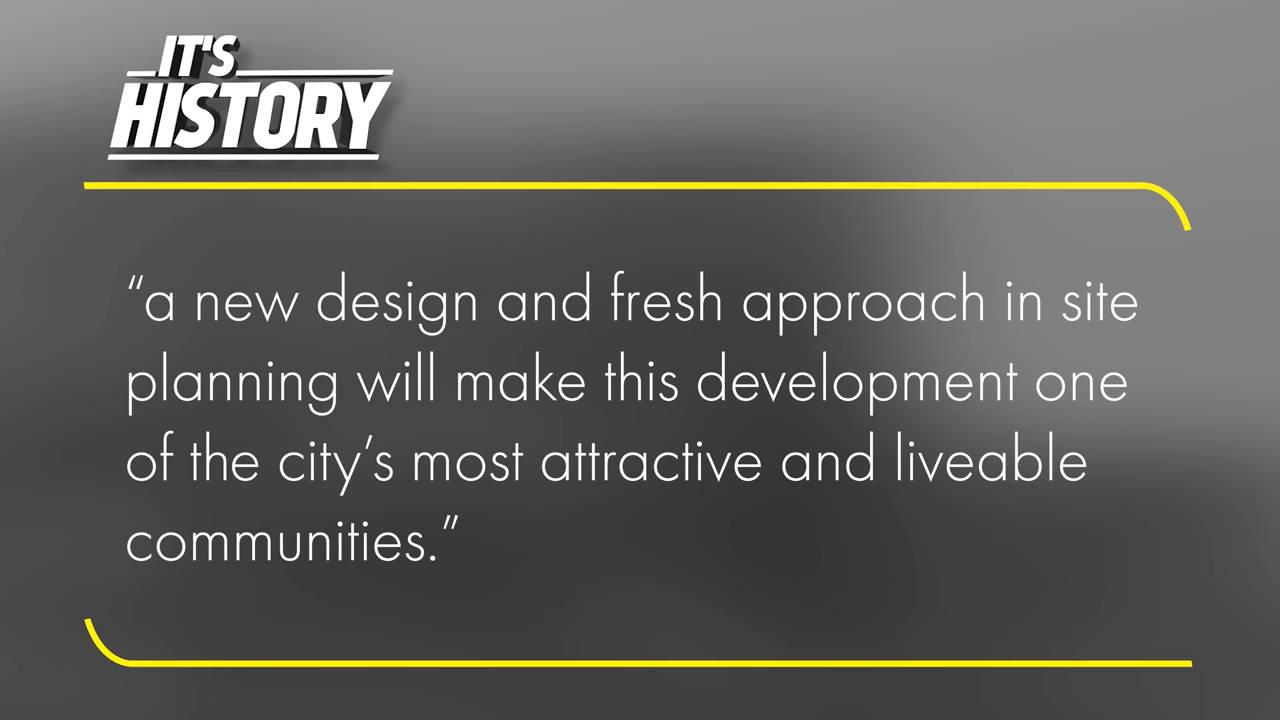 IT'S
HISTORY
“a new design and fresh approach in site
planning will make this development one
of the city’s most attractive and liveable
communities.”